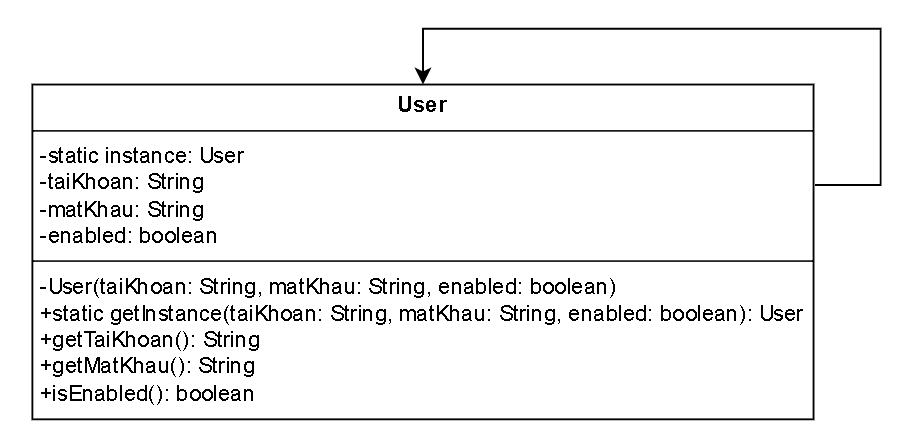 User
-static instance: User
-taiKhoan: String
-matKhau: String
-enabled: boolean
-User(taiKhoan: String, matKhau: String, enabled: boolean)
+static getInstance(taiKhoan: String, matKhau: String, enabled: boolean): User
+getTaiKhoan(): String
+getMatKhau(): String
+isEnabled(): boolean